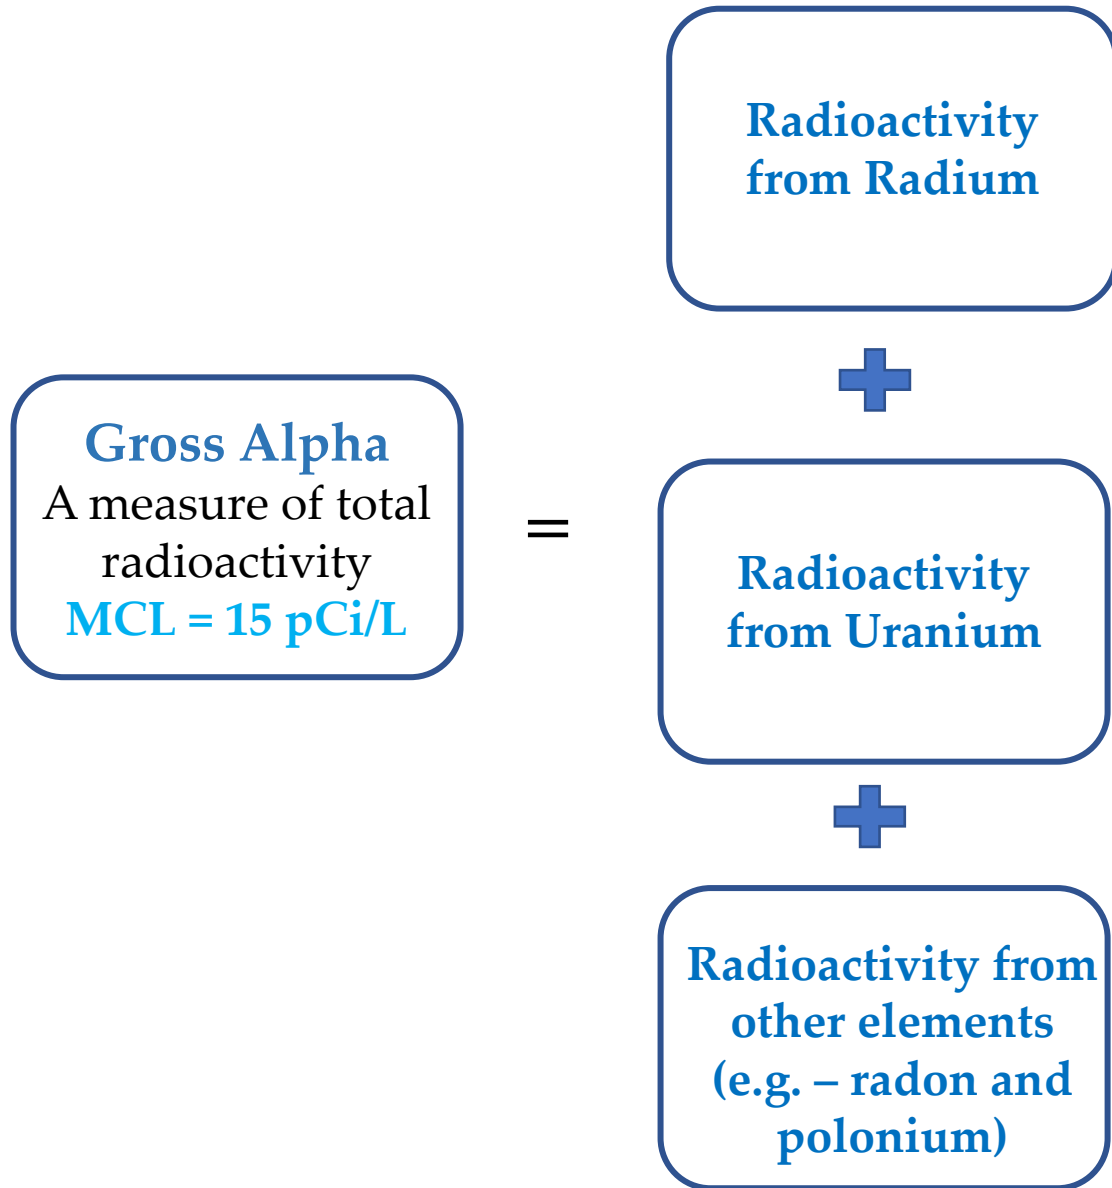 Gross Alpha
A measure of total
radioactivity
MCL = 15 pCi/L
=
Radioactivity
from Radium
Radioactivity
from Uranium
Radioactivity from
other elements
(e.g. – radon and
polonium)